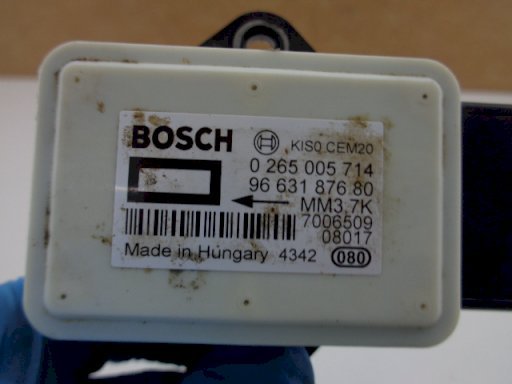 BOSCH KIS0 CEM20
0 265 005 714
96 631 876 80
MM3.7K
7006509
08017
Made in Hungary 4342 080